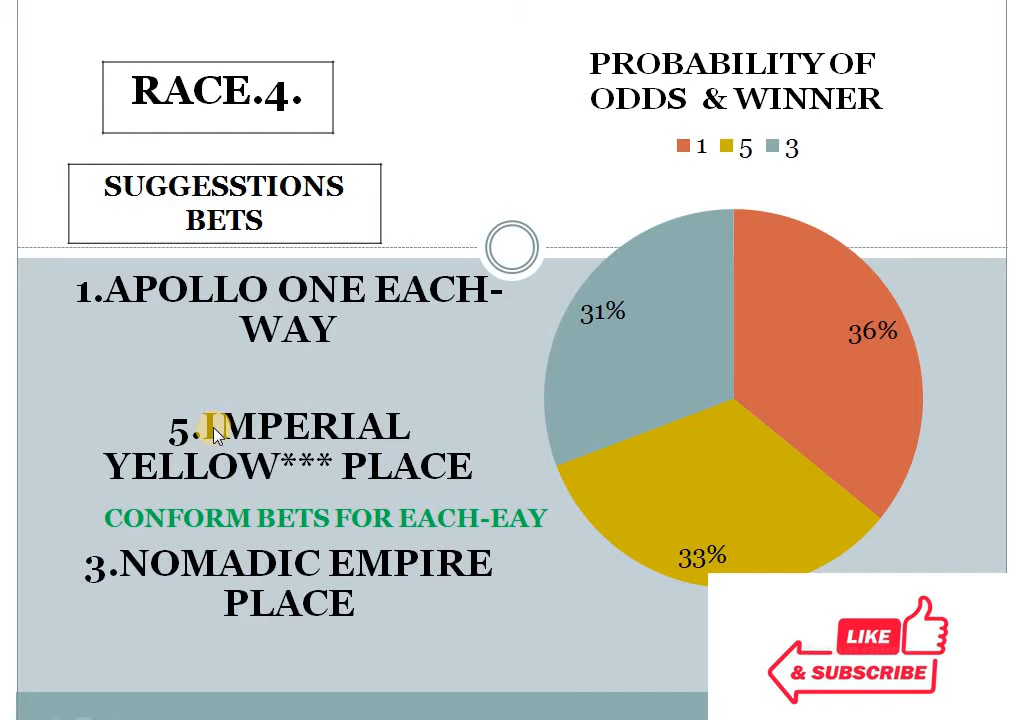 RACE.4.
SUGGESSTIONS
BETS
1.APOLLO ONE EACH-
WAY
5.IMPERIAL
YELLOW*** PLACE
CONFORM BETS FOR EACH-EAY
3.NOMADIC EMPIRE
PLACE
PROBABILITY OF
ODDS & WINNER
1 5 3
31%
36%
33%
LIKE
& SUBSCRIBE